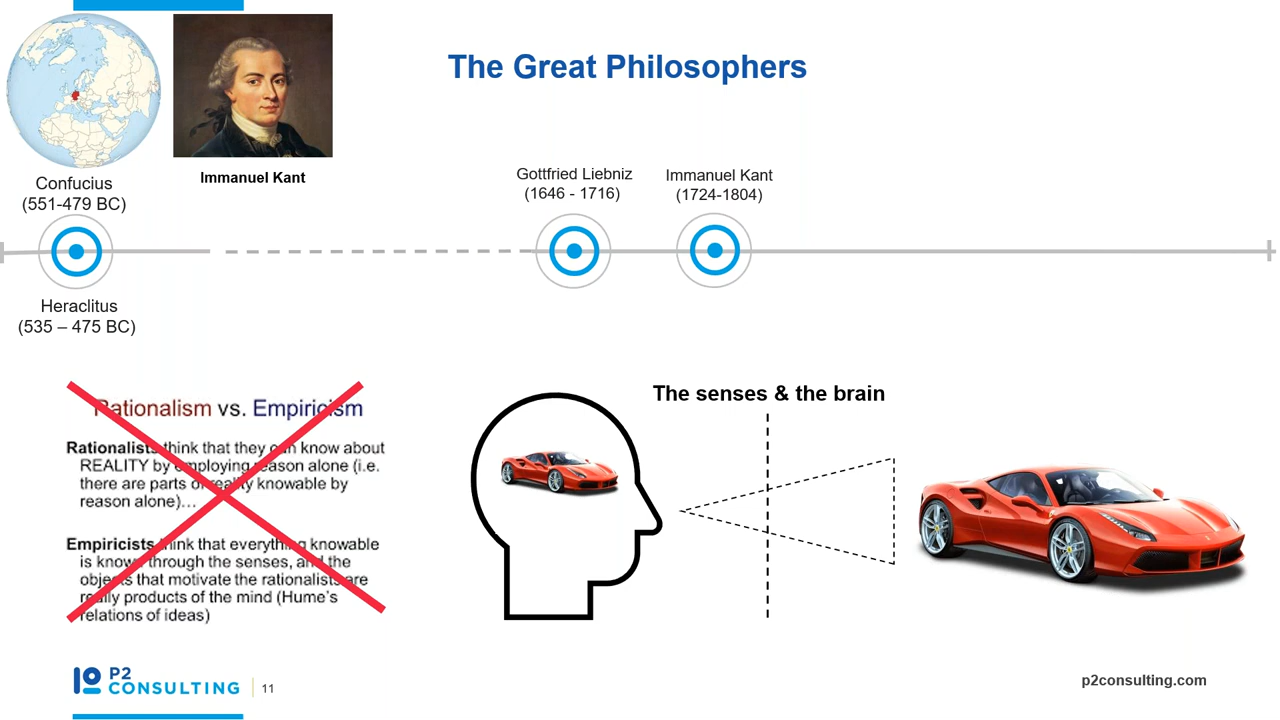 The Great Philosophers
Immanuel Kant
Confucius
(551-479 BC)
Gottfried Liebniz
(1646 - 1716)
Immanuel Kant
(1724-1804)
Heraclitus
(535 – 475 BC)
Rationalism vs. Empiricism
Rationalists think that they can know about
REALITY by employing reason alone (i.e.
there are parts of reality knowable by
reason alone)…
Empiricists think that everything knowable
is known through the senses, and the
objects that motivate the rationalists are
really products of the mind (Hume’s
relations of ideas)
The senses & the brain
P2
CONSULTING
11
p2consulting.com